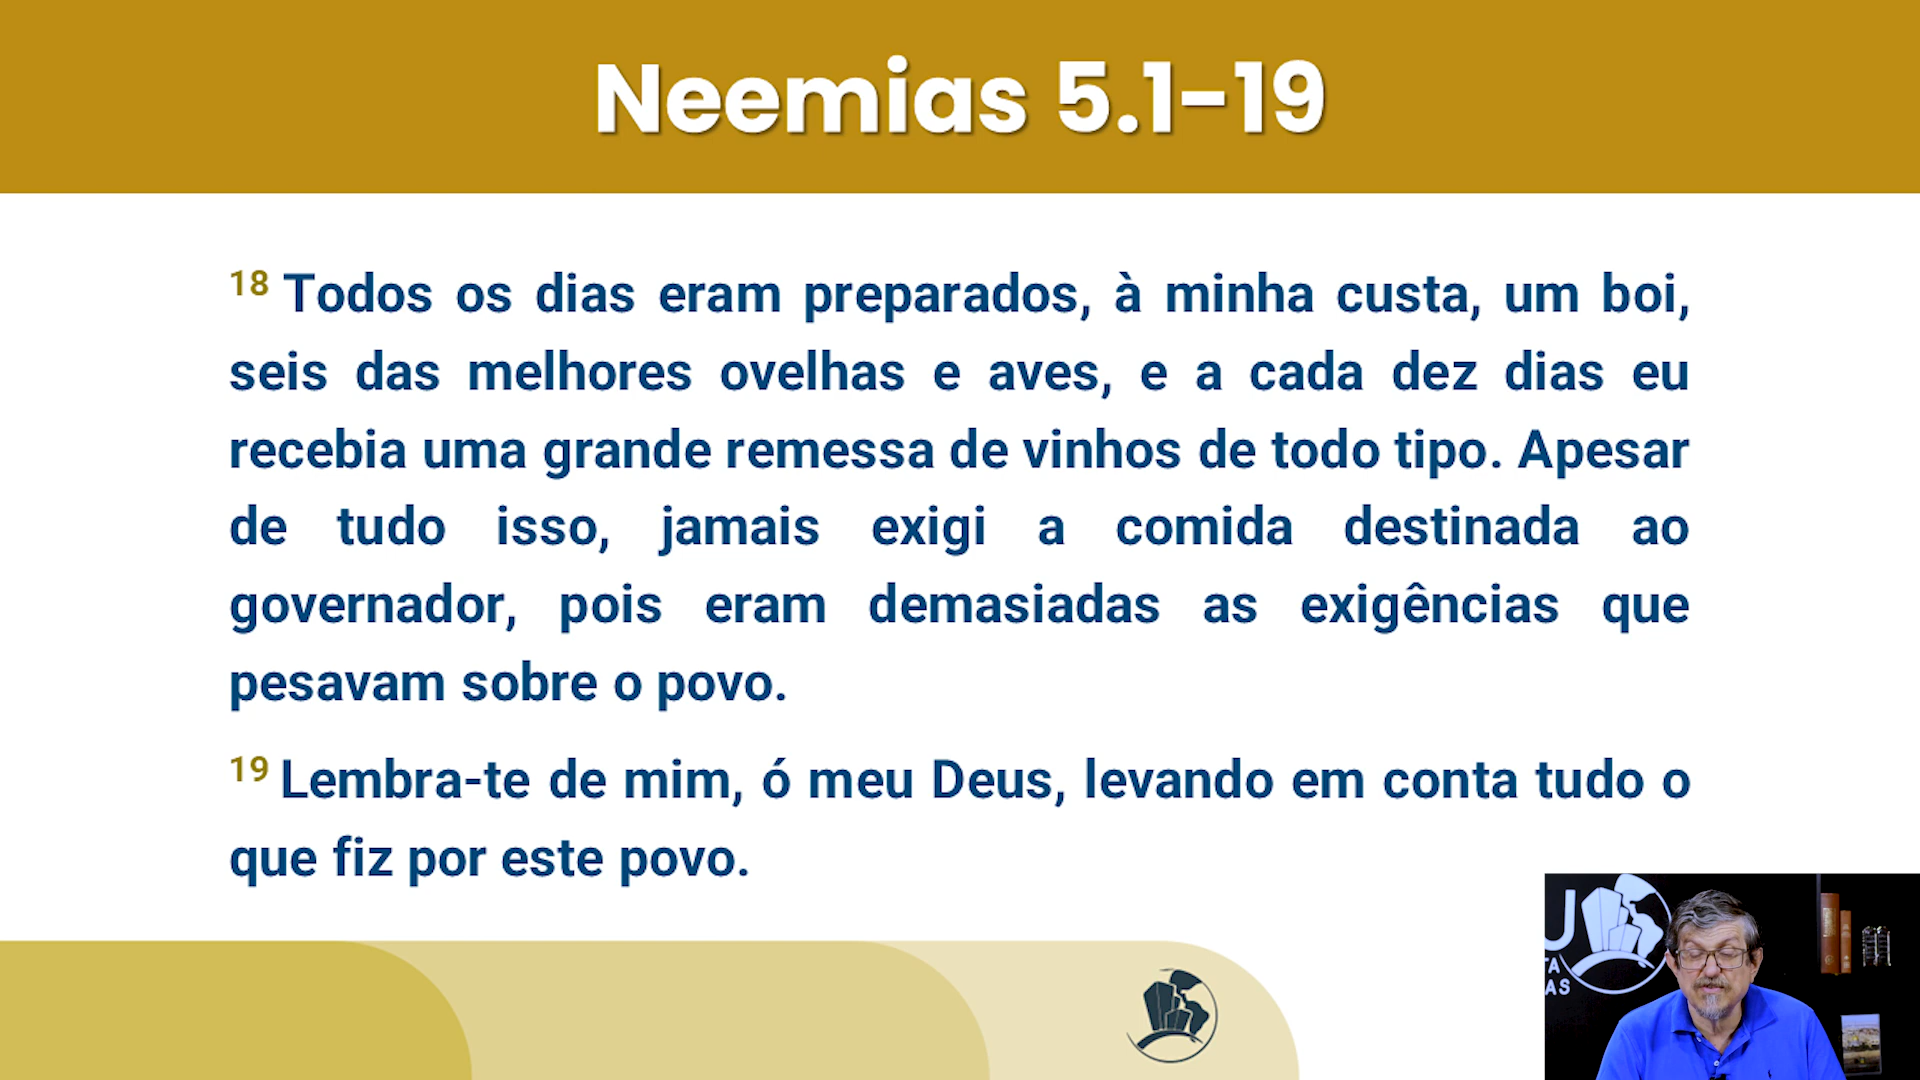 Neemias 5.1-19
18 Todos os dias eram preparados, à minha custa, um boi,
seis das melhores ovelhas e aves, e a cada dez dias eu
recebia uma grande remessa de vinhos de todo tipo. Apesar
de tudo isso, jamais exigi a comida destinada ao
governador, pois eram demasiadas as exigências que
pesavam sobre o povo.
19 Lembra-te de mim, ó meu Deus, levando em conta tudo o
que fiz por este povo.
U
TA
AS